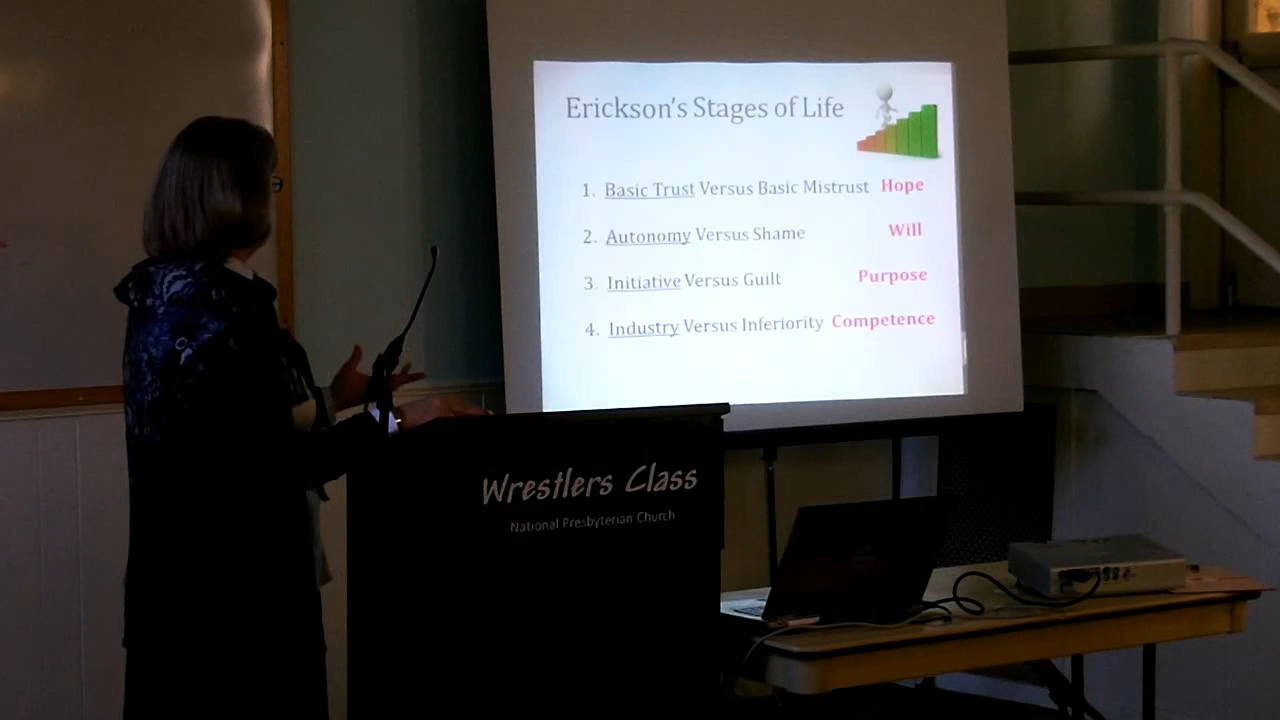 Erickson's Stages of Life
1. Basic Trust Versus Basic Mistrust Hope
2. Autonomy Versus Shame Will
3. Initiative Versus Guilt Purpose
4. Industry Versus Inferiority Competence
Wrestlers Class
National Presbyterian Church